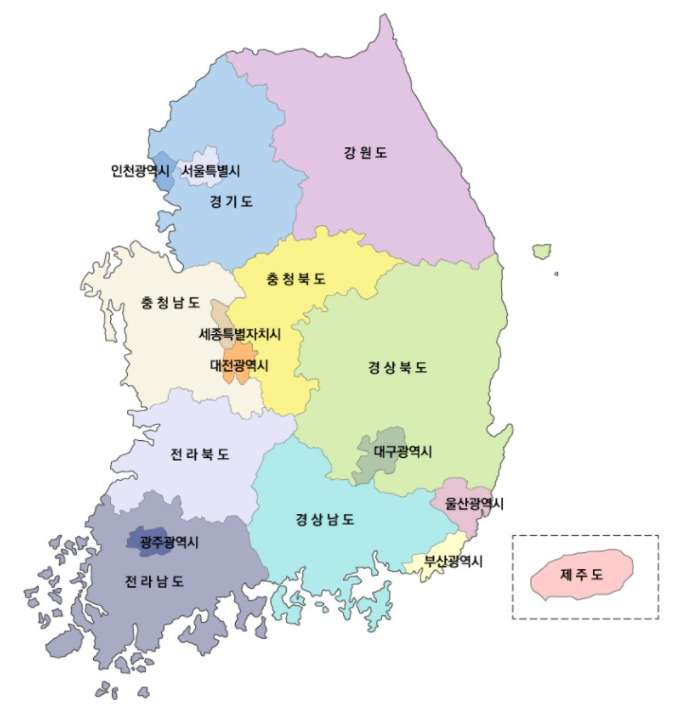 강원도
인천광역시
서울특별시
경기도
충청북도
충청남도
세종특별자치시
대전광역시
경상북도
대구광역시
전라북도
울산광역시
경상남도
광주광역시
부산광역시
제주도
전라남도